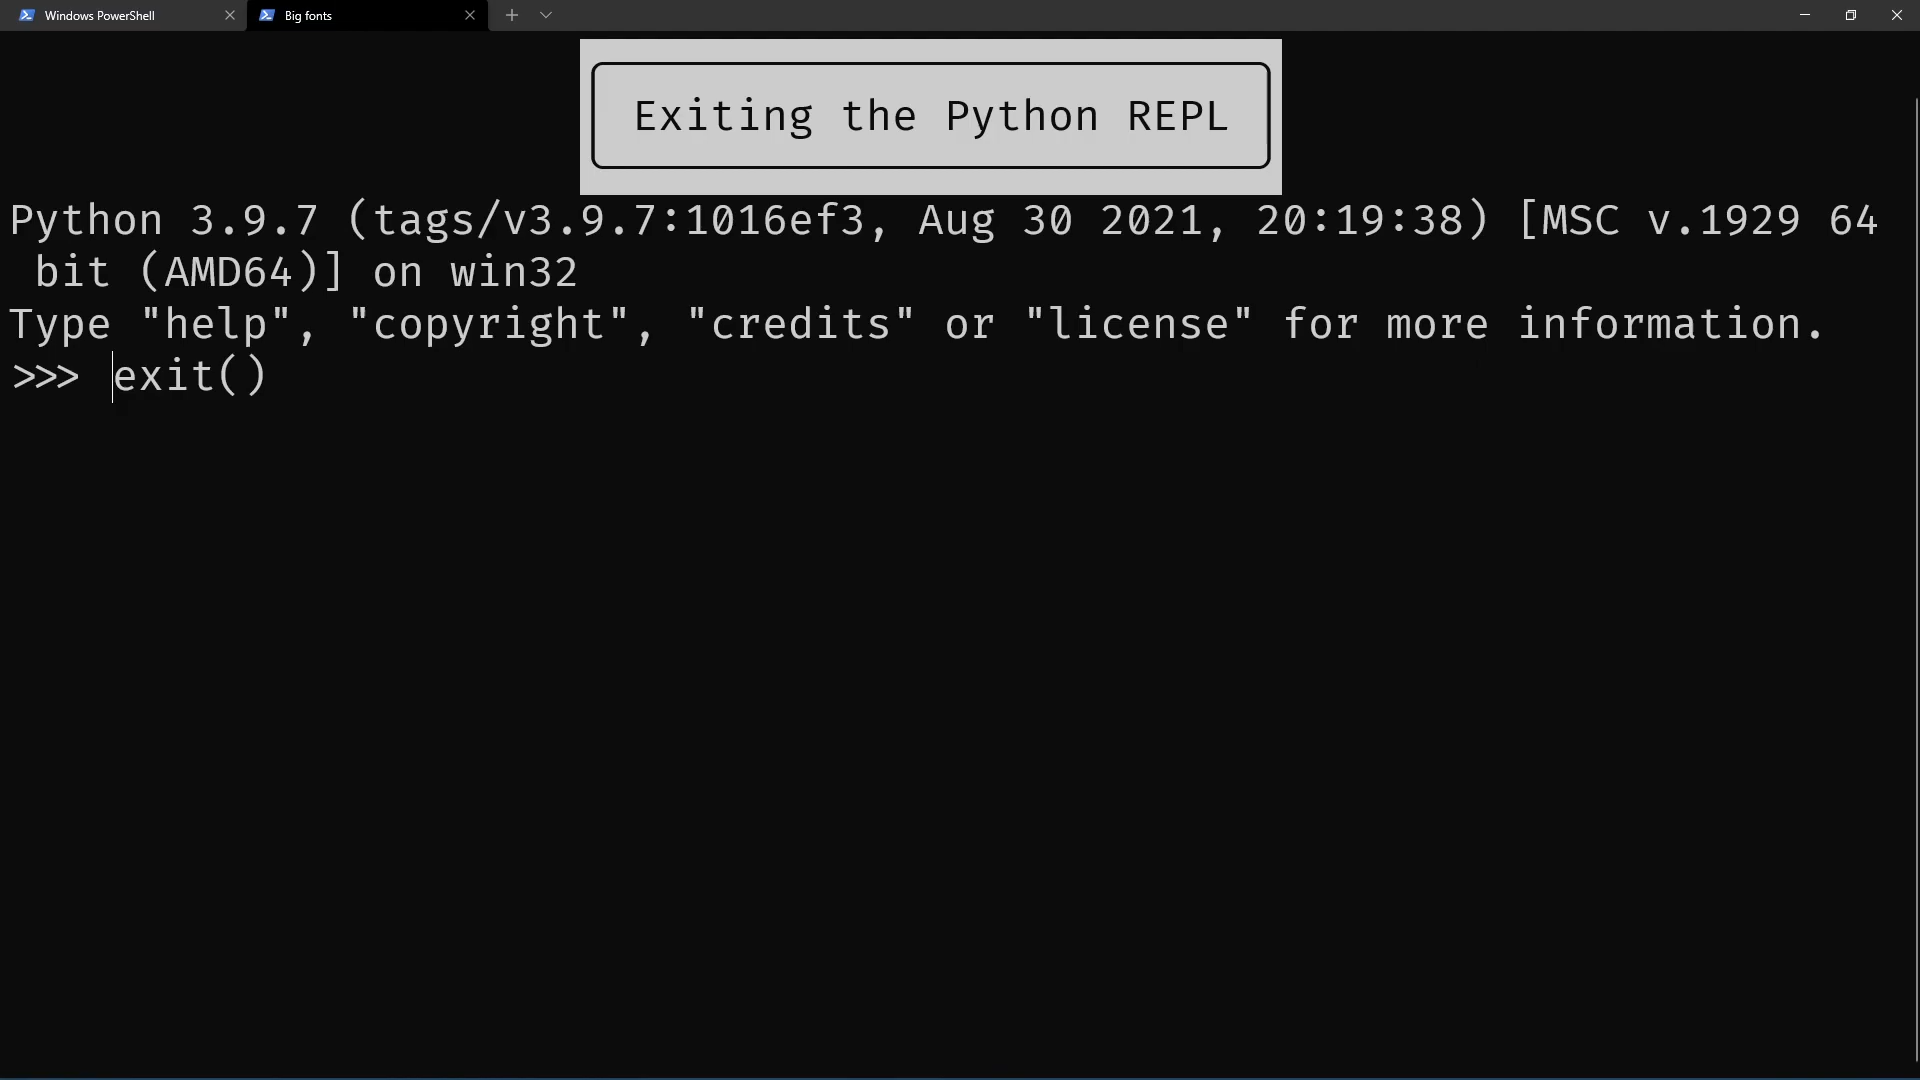 Windows PowerShell
Big fonts
Exiting the Python REPL
Python 3.9.7 (tags/v3.9.7:1016ef3, Aug 30 2021, 20:19:38) [MSC v.1929 64
bit (AMD64)] on win32
Type "help", "copyright", "credits" or "license" for more information.
>>> exit()